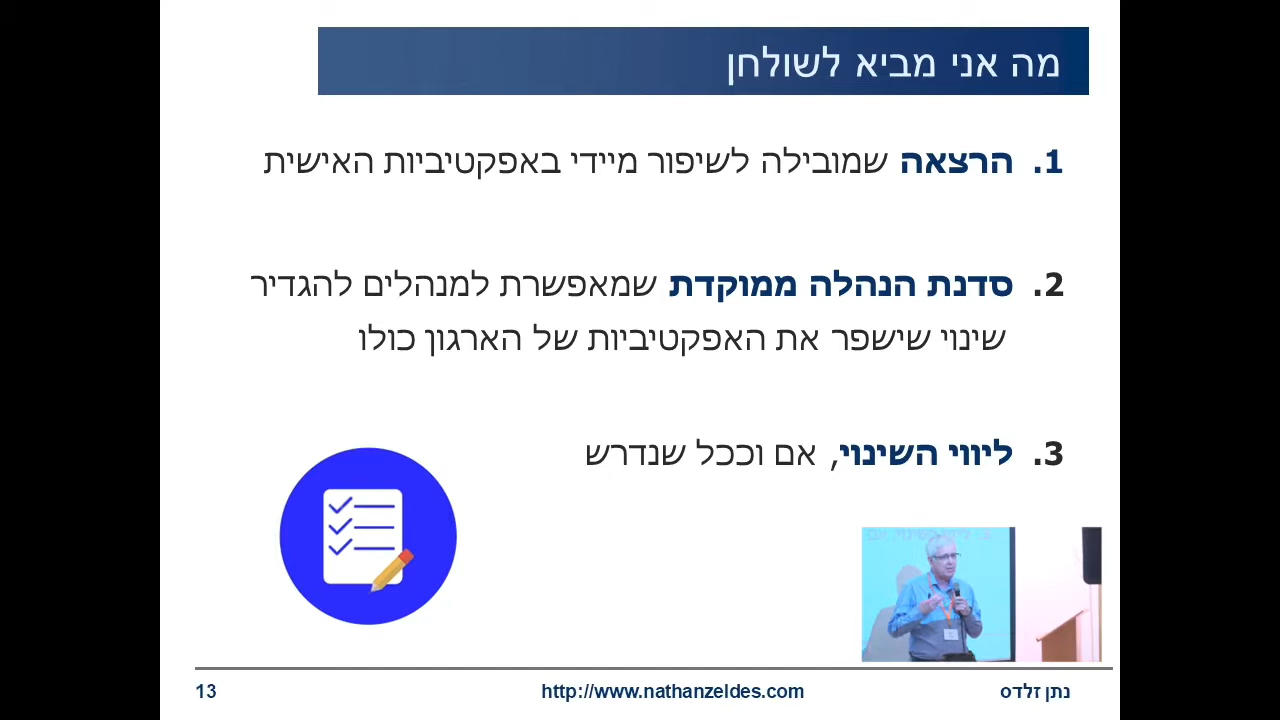 מה אני מביא לשולחן
1. הרצאה שמובילה לשיפור מיידי באפקטיביות האישית
2. סדנת הנהלה ממוקדת שמאפשרת למנהלים להגדיר
שינוי שישפר את האפקטיביות של הארגון כולו
3. ליווי השינוי, אם וככל שנדרש
נתן זלדס
http://www.nathanzeldes.com
13